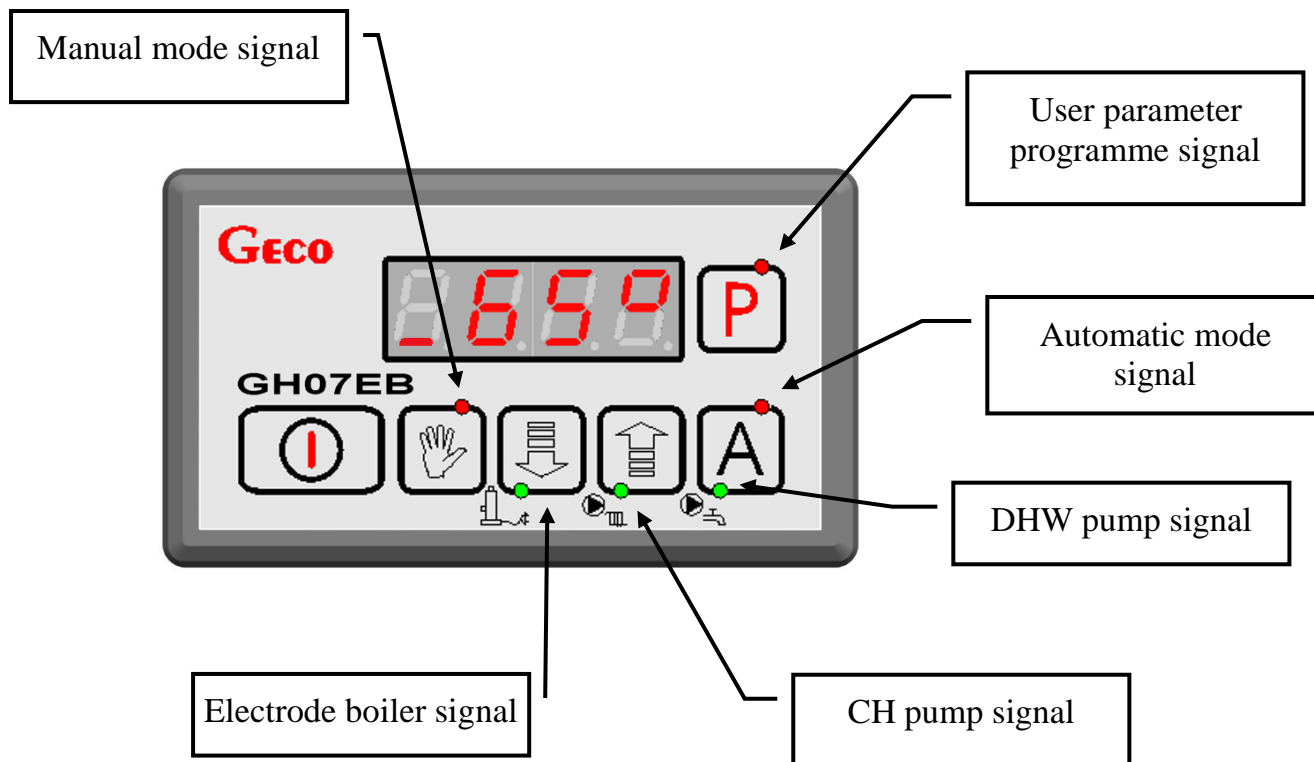 Manual mode signal
User parameter
programme signal
GECO
_65º
P
Automatic mode
signal
GH07EB
A
DHW pump signal
Electrode boiler signal
CH pump signal